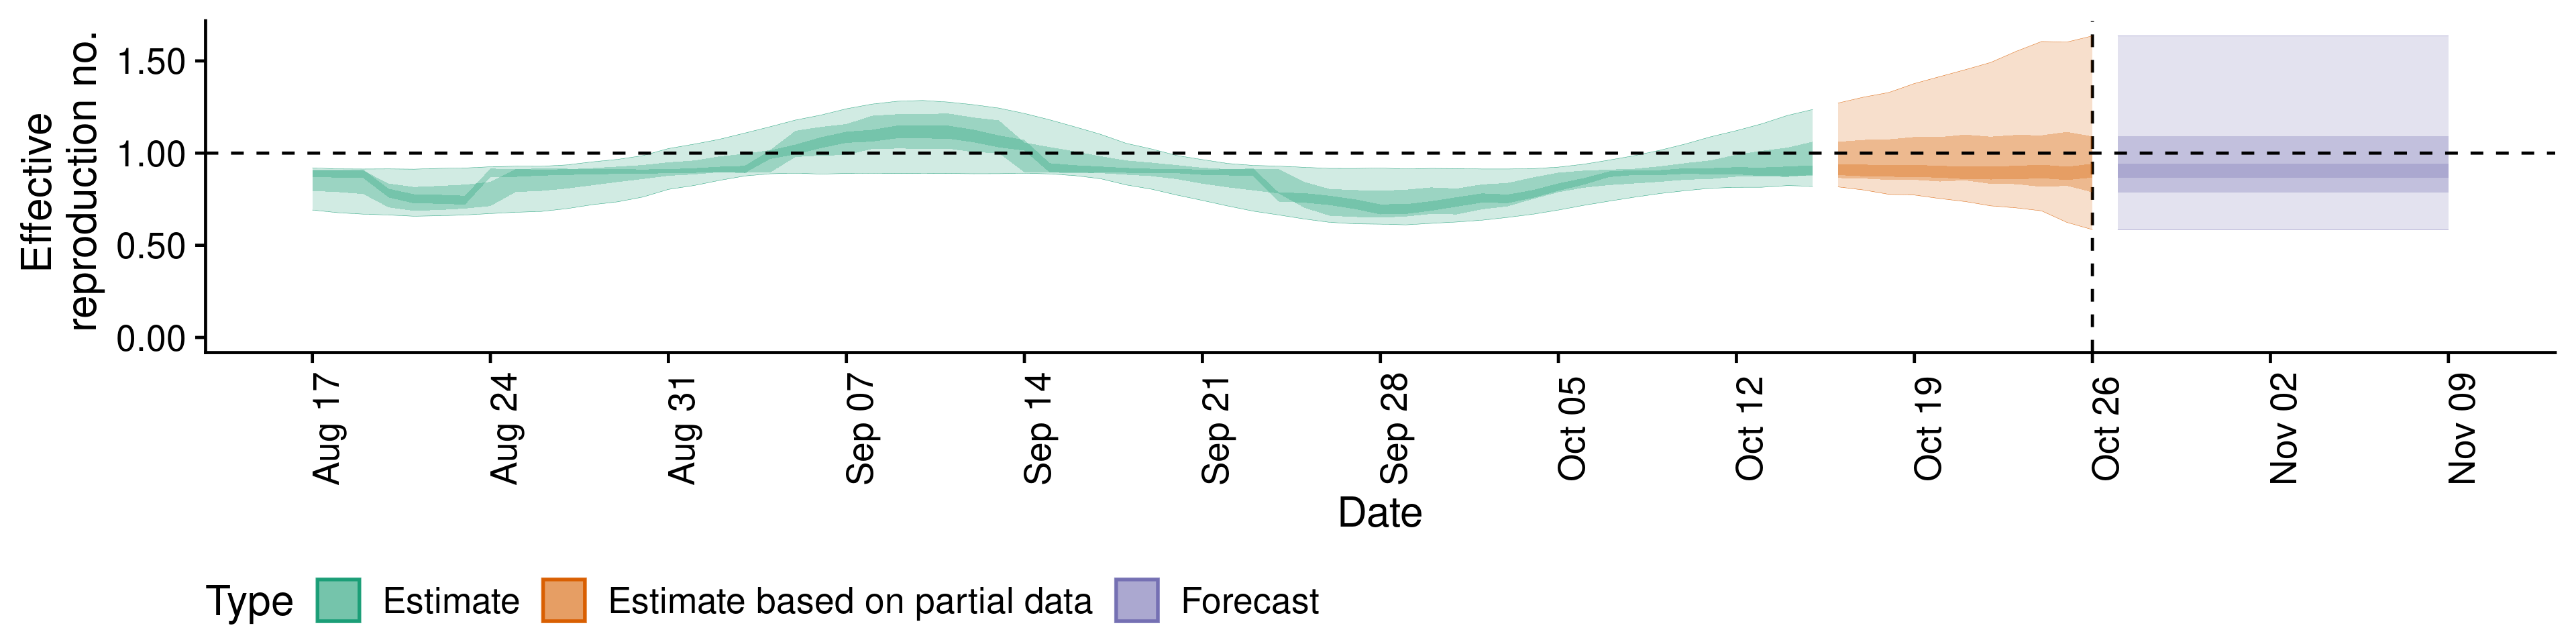 Effective
reproduction no.
1.50
1.00
0.50
0.00
Aug 17
Aug 24
Aug 31
Sep 07
Sep 14
Sep 21
Sep 28
Oct 05
Oct 12
Oct 19
Oct 26
Nov 02
Nov 09
Date
Type Estimate Estimate based on partial data Forecast